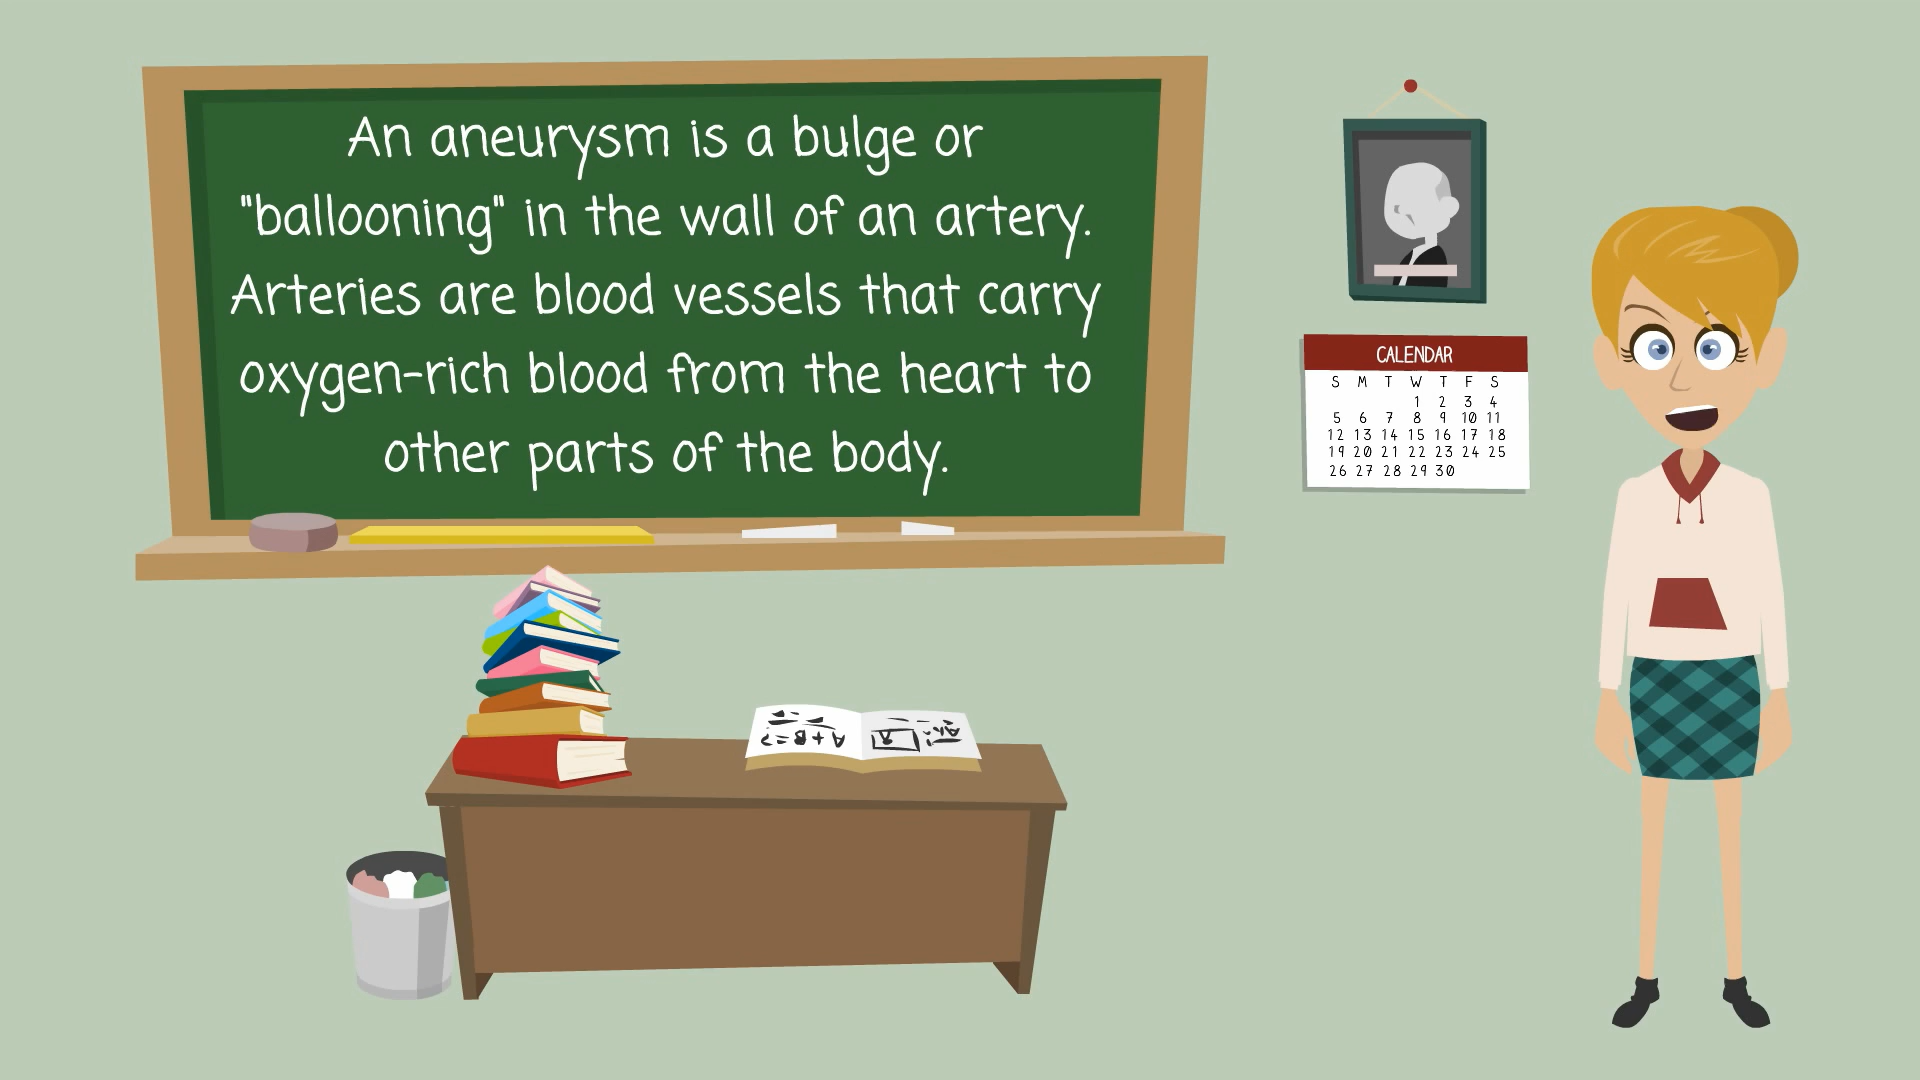 An aneurysm is a bulge or
"ballooning" in the wall of an artery.
Arteries are blood vessels that carry
oxygen-rich blood from the heart to
other parts of the body.
CALENDAR
S M T W T F S
1 2 3 4
5 6 7 8 9 10 11
12 13 14 15 16 17 18
19 20 21 22 23 24 25
26 27 28 29 30
A+B=?